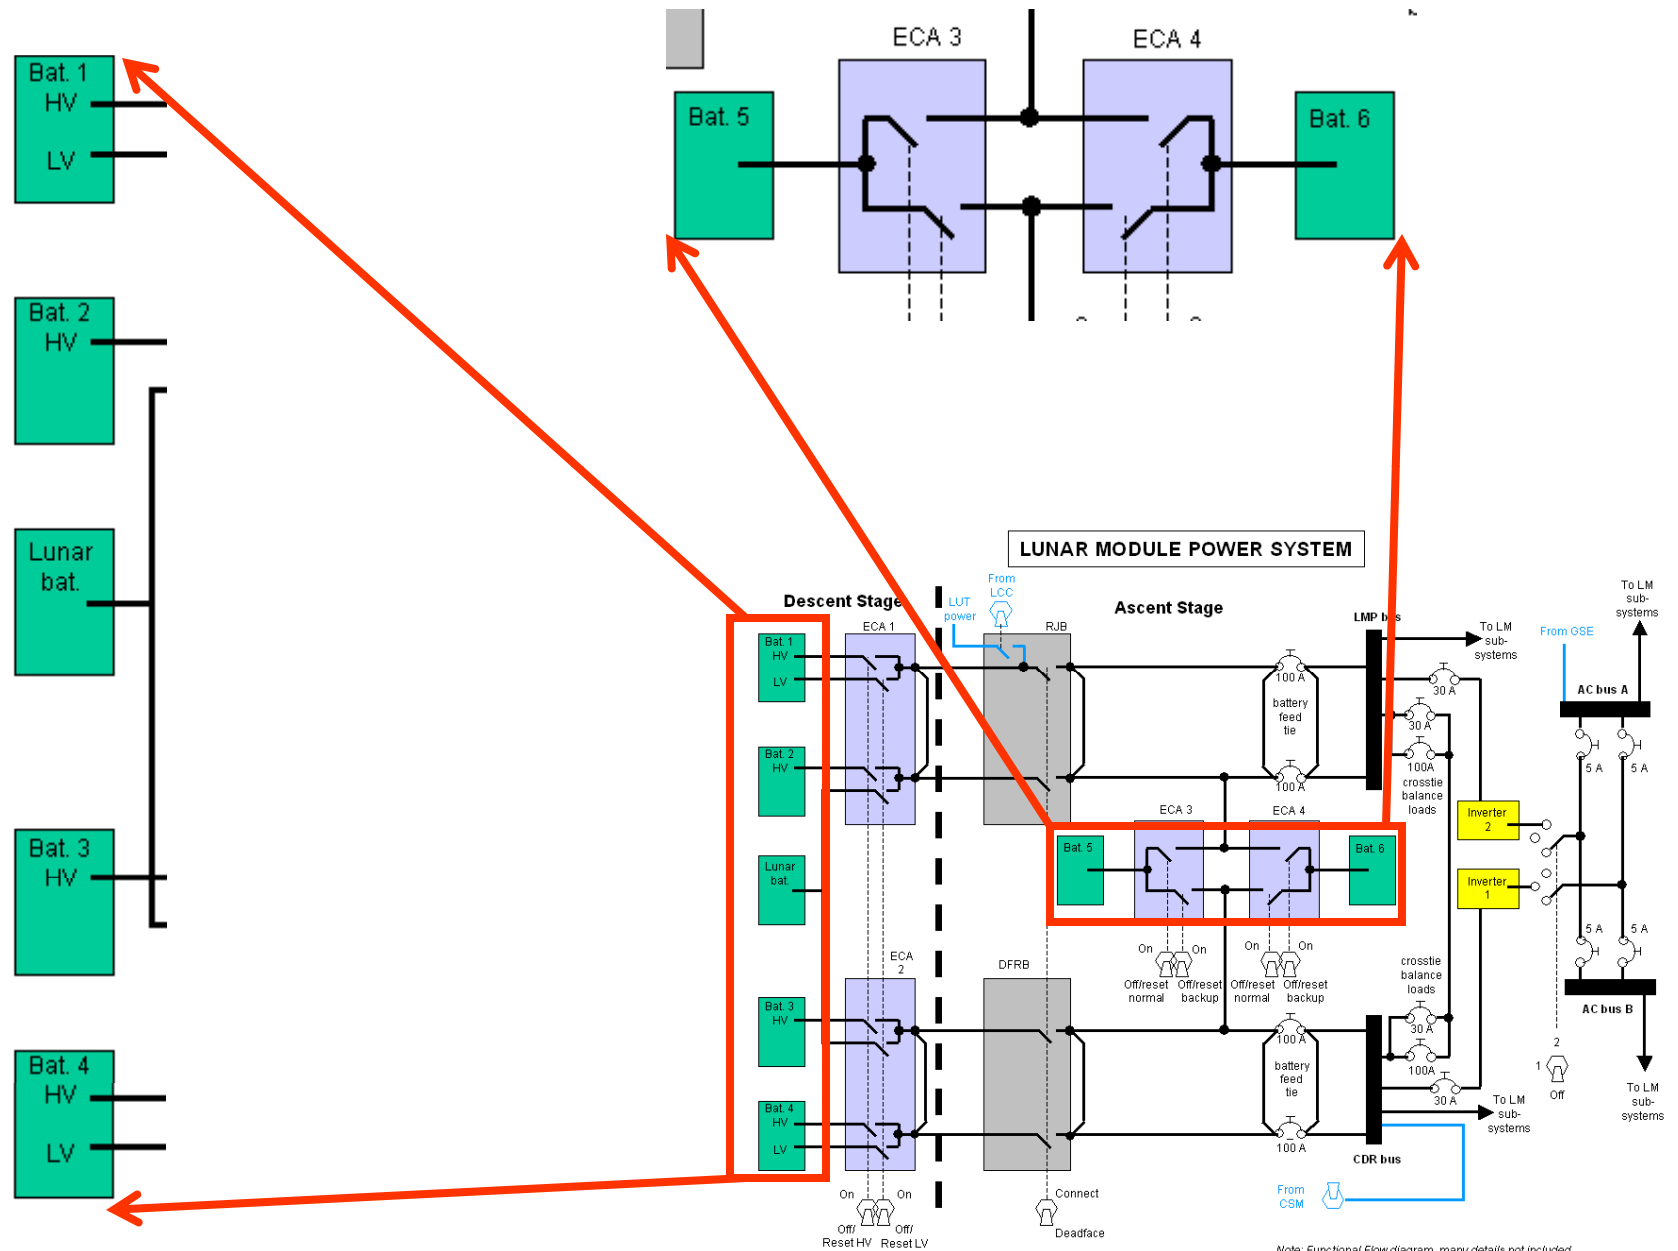 ECA 3
ECA 4
Bat. 1
HV
LV
Bat. 5
Bat. 6
Bat. 2
HV
Lunar
bat.
Bat. 3
HV
Bat. 4
HV
LV
LUNAR MODULE POWER SYSTEM
Descent Stage
Ascent Stage
From
LCC
LUT
power
ECA 1
RJB
LMP bus
To LM
sub-
systems
From GSE
To LM
sub-
systems
Bat. 1
HV
LV
100 A
30 A
AC bus A
battery
feed
tie
30 A
Bat. 2
HV
100A
5 A
5 A
100 A
crosstie
balance
loads
ECA 3
ECA 4
Inverter
2
Bat. 5
Bat. 6
Lunar
bat.
Inverter
1
ECA
2
DFRB
On
On
On
On
Off/reset
normal
Off/reset
backup
Off/reset
normal
Off/reset
backup
crosstie
balance
loads
5 A
5 A
Bat. 3
HV
100 A
30 A
AC bus B
battery
feed
tie
100A
2
1
Off
30 A
To LM
sub-
systems
To LM
sub-
systems
Bat. 4
HV
LV
100 A
CDR bus
On
On
Off/
Reset HV
Off/
Reset LV
Connect
Deadface
From
CSM
Note: Functional Flow diagram, many details not included